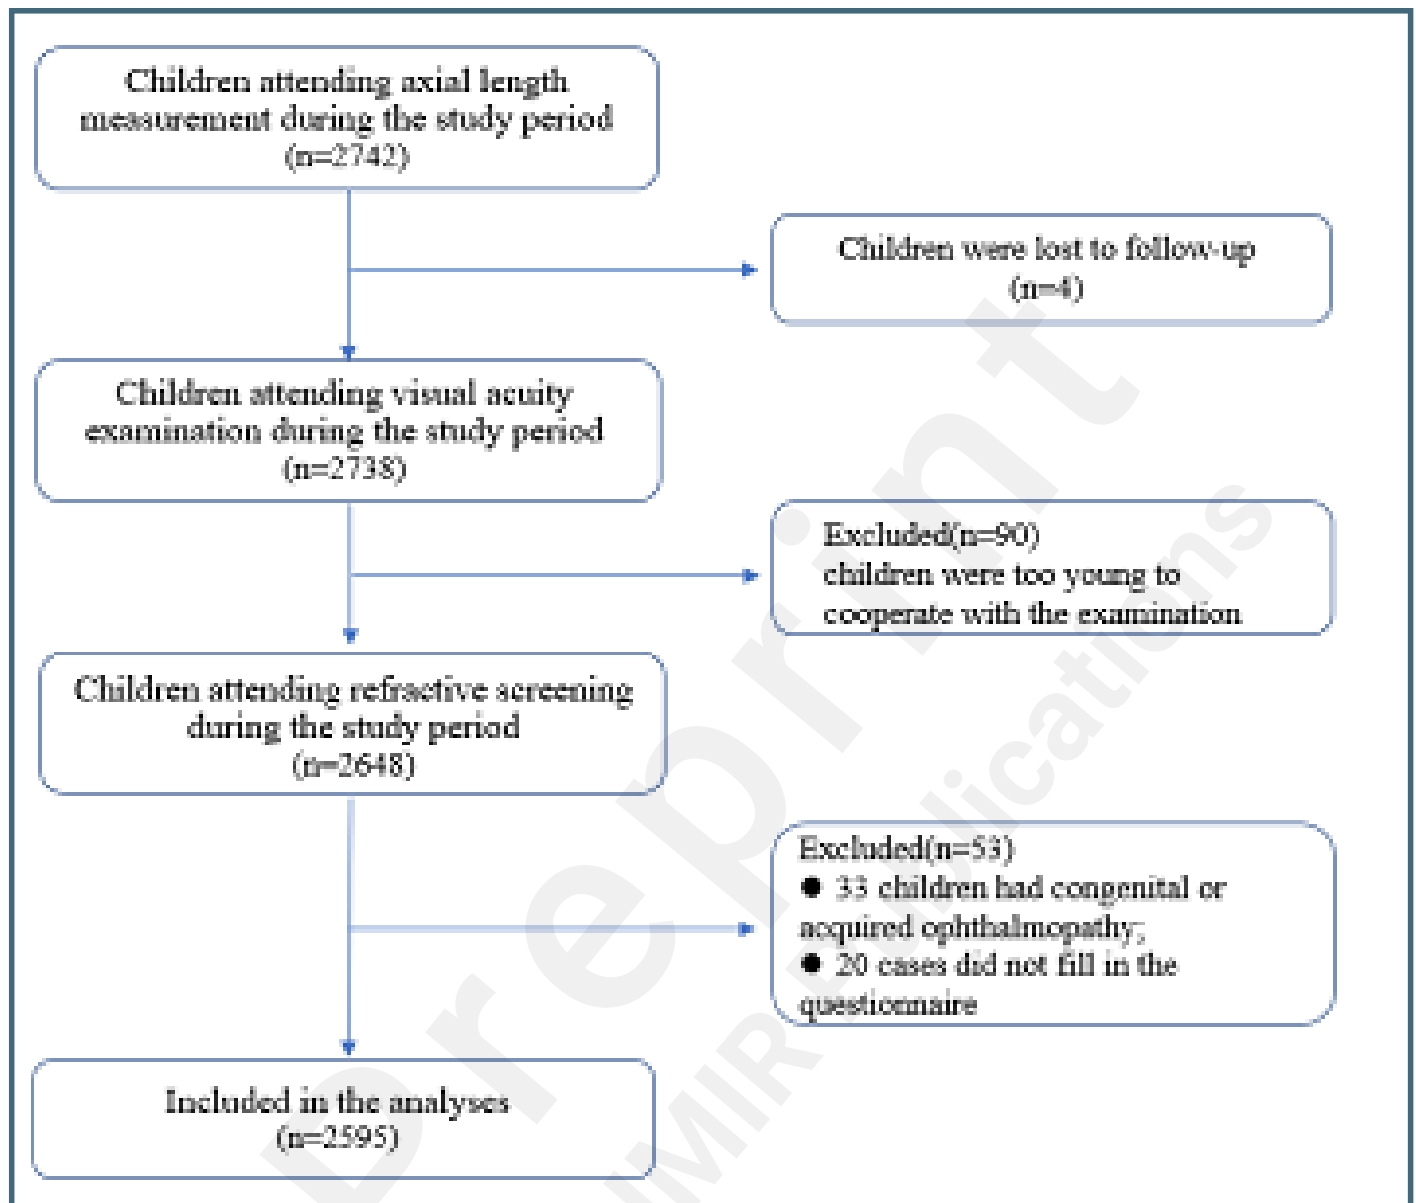 Children attending axial length
measurement during the study period
(n=2742)
Children were lost to follow-up
(n=4)
Children attending visual acuity
examination during the study period
(n=2738)
Excluded(n=90)
children were too young to
cooperate with the examination
Children attending refractive screening
during the study period
(n=2648)
Excluded(n=53)
● 33 children had congenital or
acquired ophthalmopathy;
● 20 cases did not fill in the
questionnaire
Included in the analyses
(n=2595)
Preprint
JMIR Publications